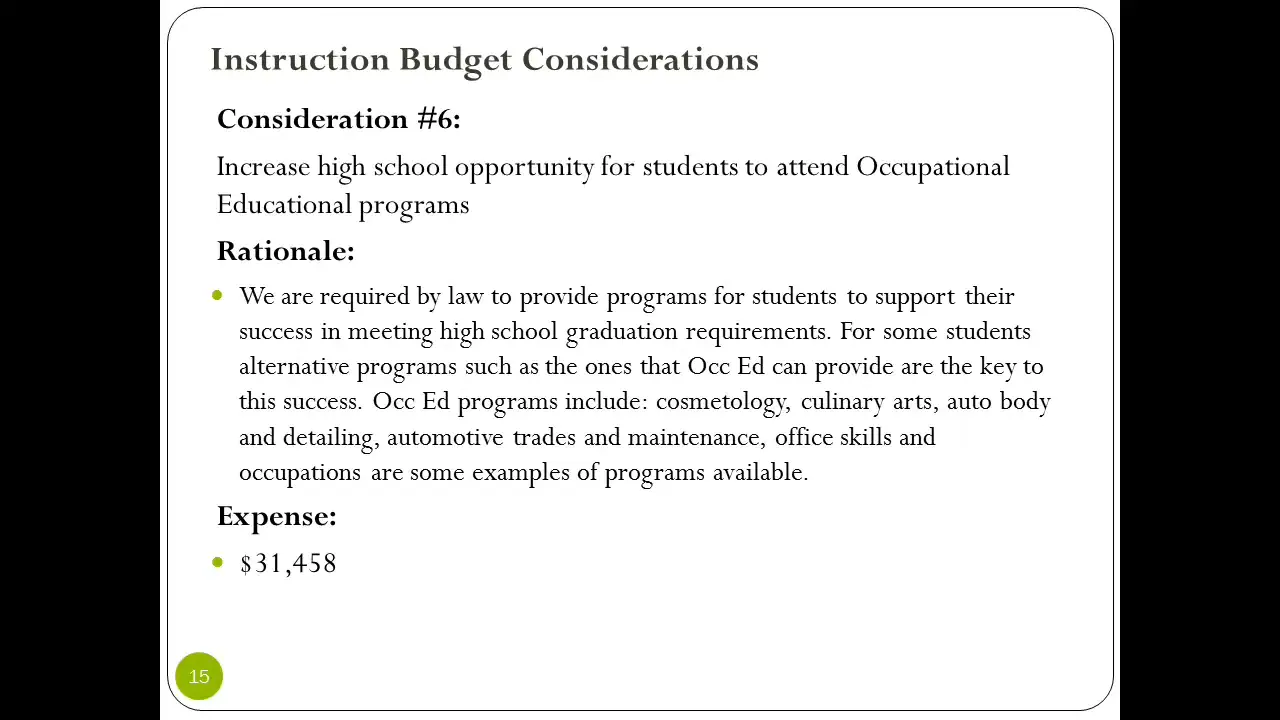 Instruction Budget Considerations
Consideration #6:
Increase high school opportunity for students to attend Occupational
Educational programs
Rationale:
We are required by law to provide programs for students to support their
success in meeting high school graduation requirements. For some students
alternative programs such as the ones that Occ Ed can provide are the key to
this success. Occ Ed programs include: cosmetology, culinary arts, auto body
and detailing, automotive trades and maintenance, office skills and
occupations are some examples of programs available.
Expense:
$31,458
15